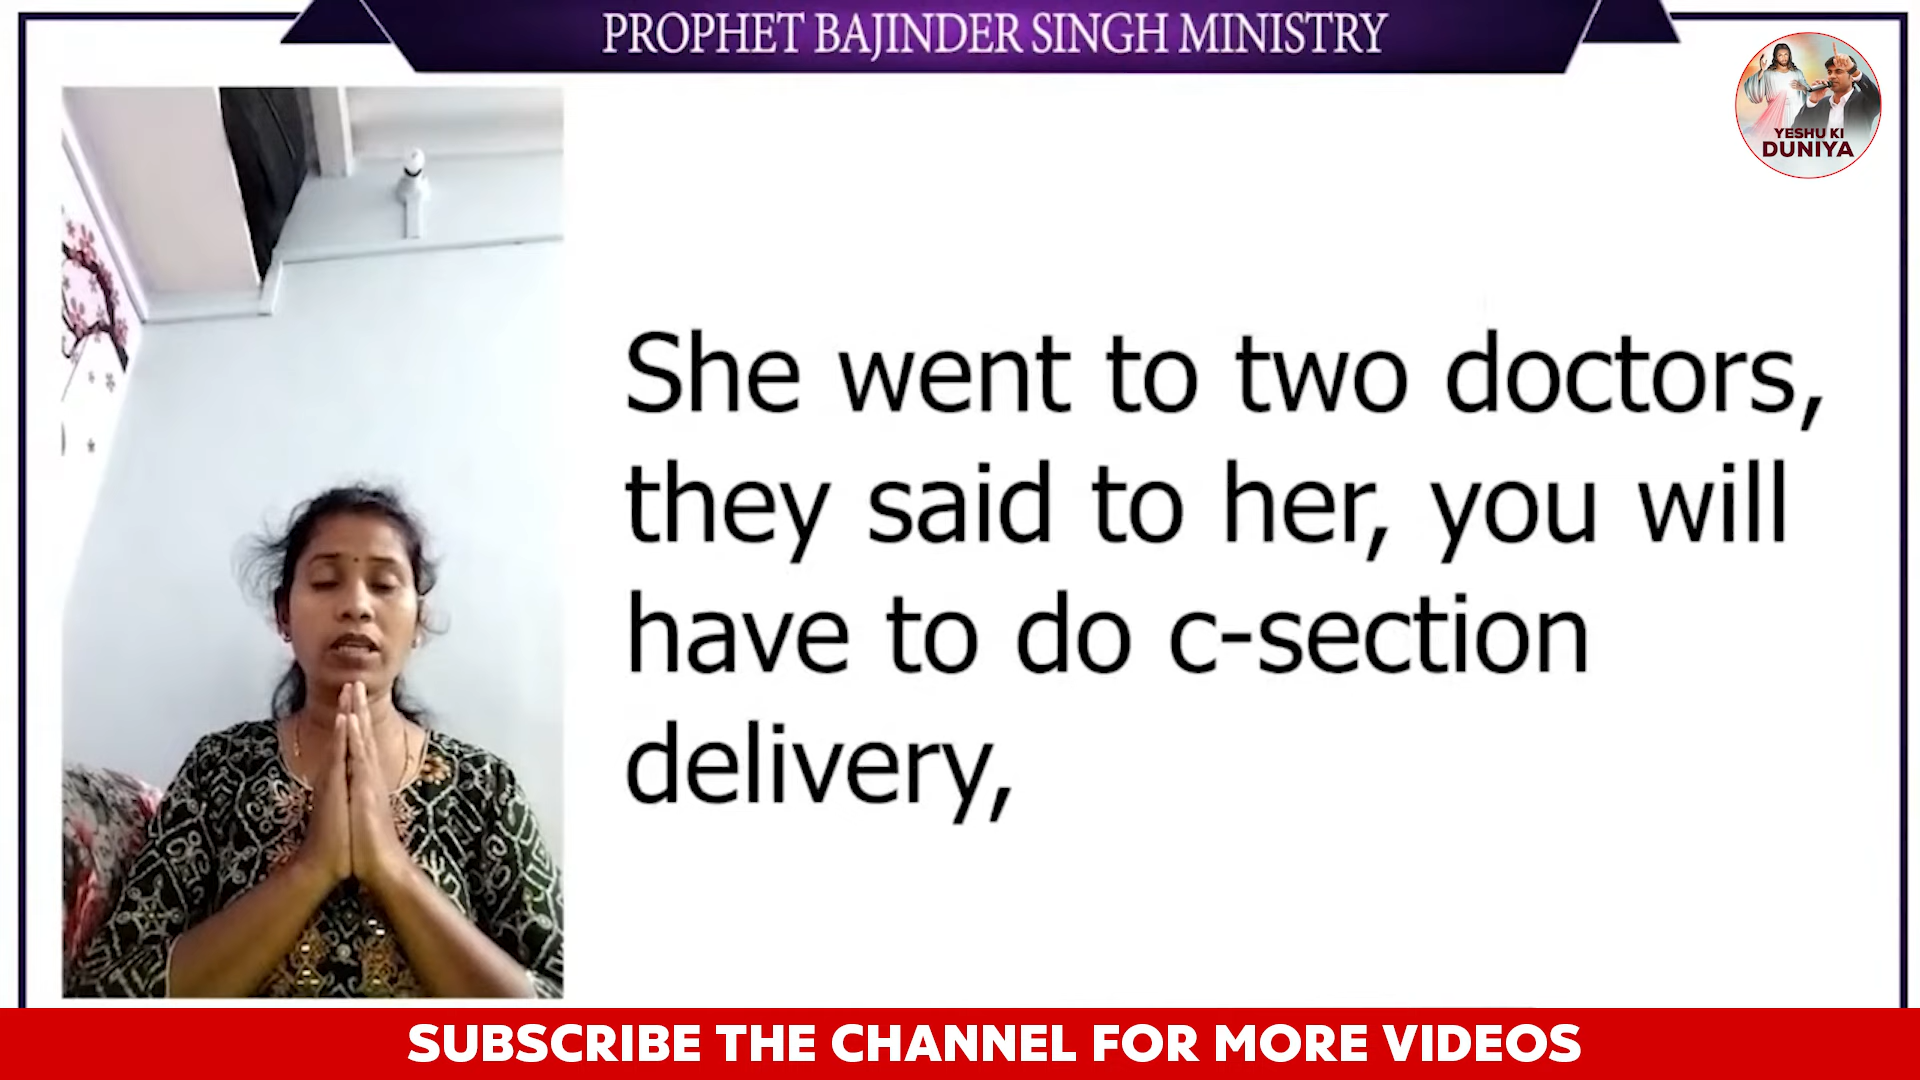 PROPHET BAJINDER SINGH MINISTRY
YESHU KI
DUNIYA
She went to two doctors,
they said to her, you will
have to do c-section
delivery,
SUBSCRIBE THE CHANNEL FOR MORE VIDEOS